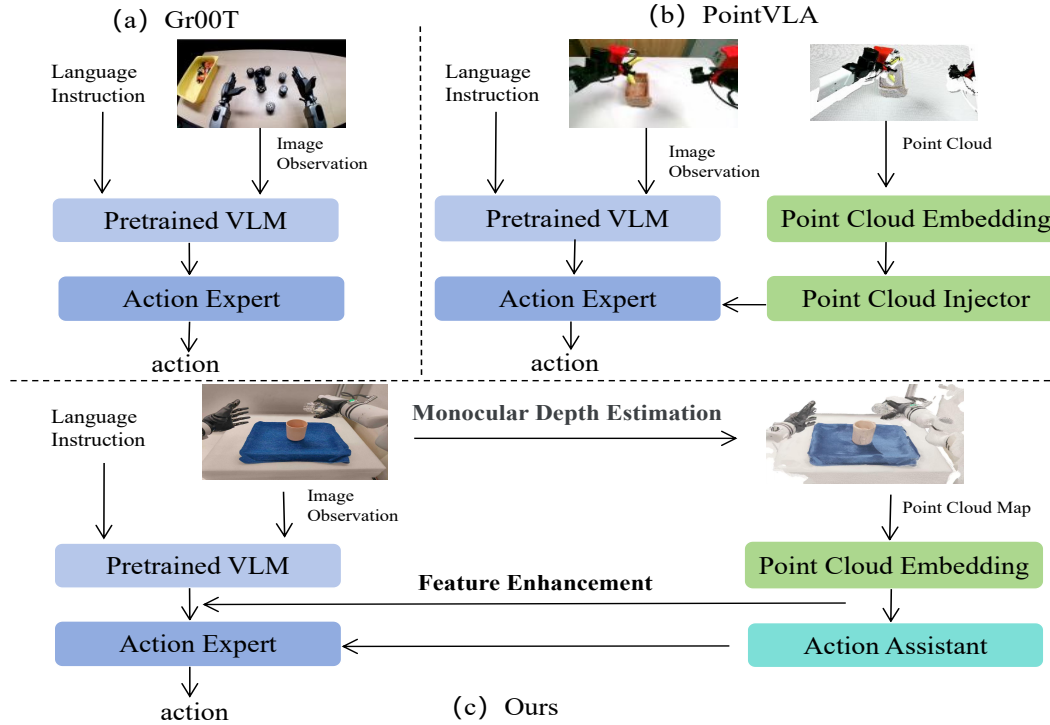 (a) Gr00T
Language
Instruction
Image
Observation
Pretrained VLM
Action Expert
action
(b) PointVLA
Language
Instruction
Image
Observation
Point Cloud
Pretrained VLM
Point Cloud Embedding
Action Expert
Point Cloud Injector
action
Language
Instruction
Monocular Depth Estimation
Image
Observation
Point Cloud Map
Pretrained VLM
Point Cloud Embedding
Feature Enhancement
Action Expert
Action Assistant
action
(c) Ours